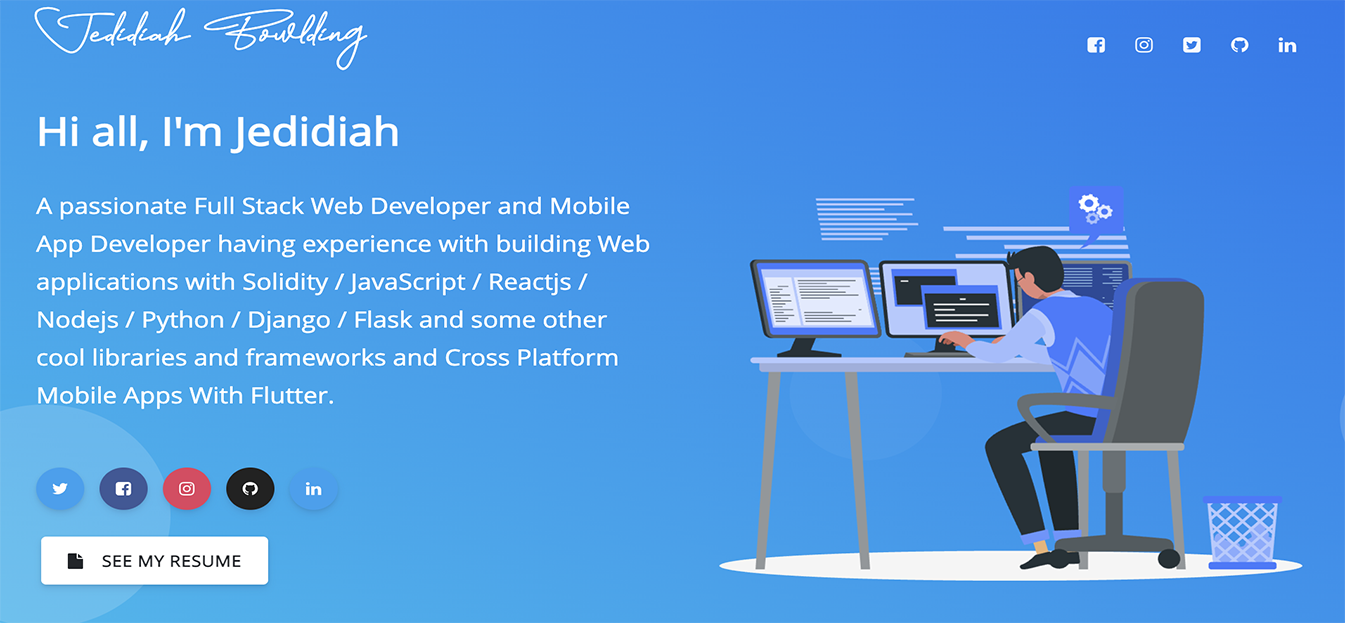 Jedidiah Bowlding
Hi all, I'm Jedidiah
A passionate Full Stack Web Developer and Mobile
App Developer having experience with building Web
applications with Solidity / JavaScript / Reactjs /
Nodejs / Python / Django / Flask and some other
cool libraries and frameworks and Cross Platform
Mobile Apps With Flutter.
SEE MY RESUME